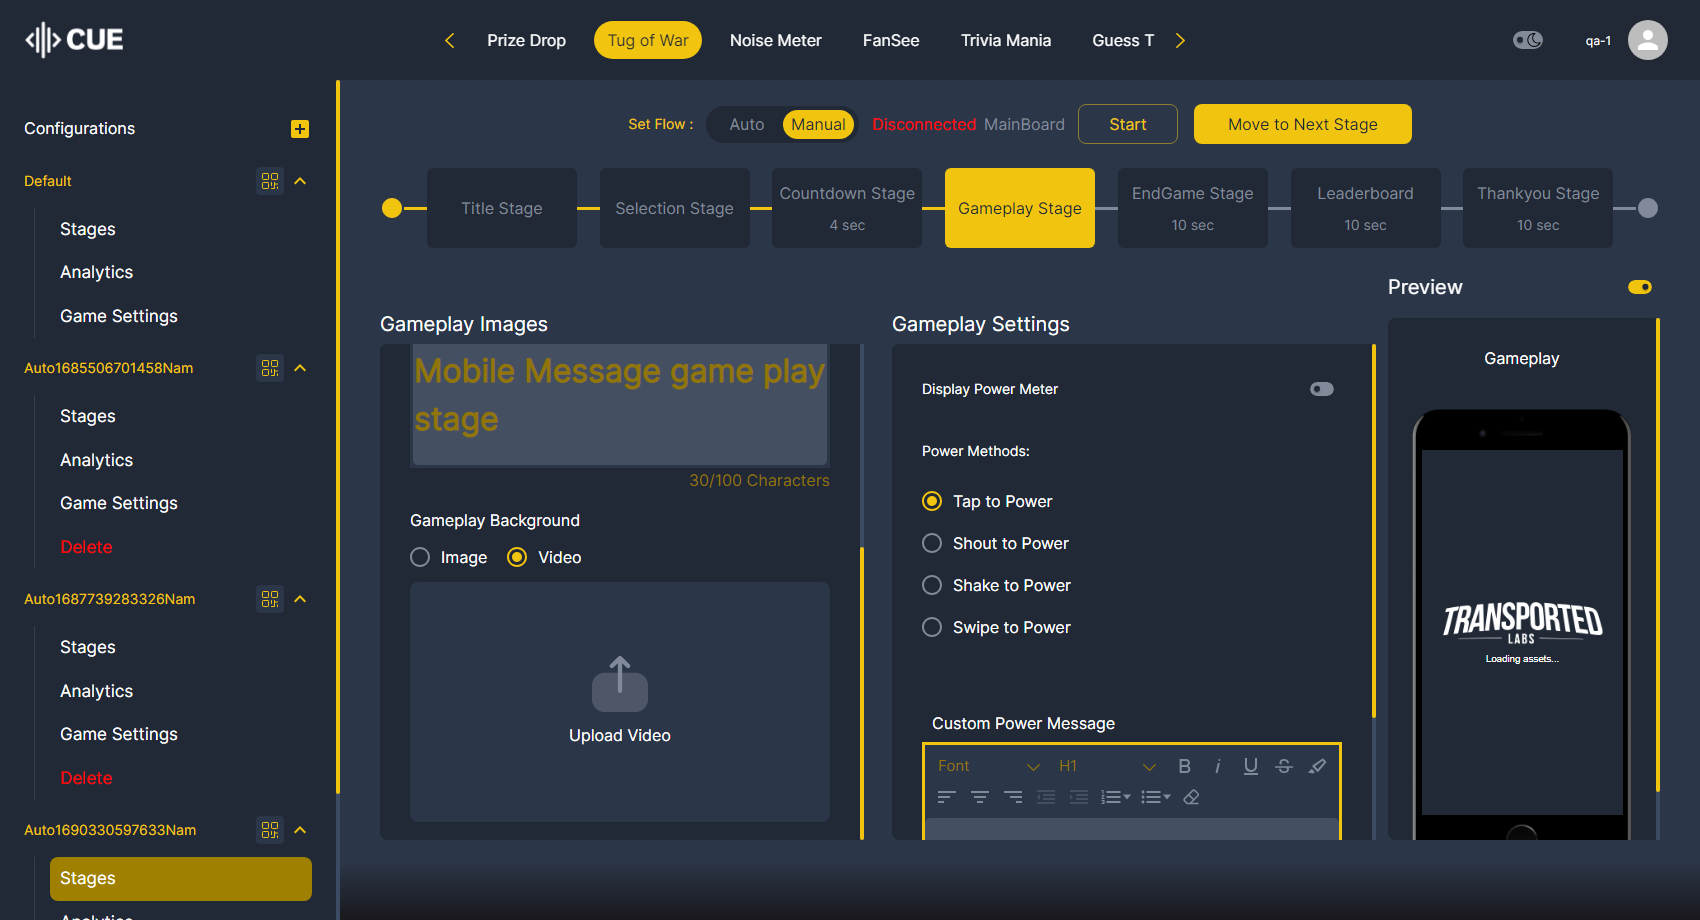 CUE
Prize Drop
Tug of War
Noise Meter
FanSee
Trivia Mania
Guess T
qa-1
Configurations
Default
Stages
Analytics
Game Settings
Auto1685506701458Nam
Stages
Analytics
Game Settings
Delete
Auto1687739283326Nam
Stages
Analytics
Game Settings
Delete
Auto1690330597633Nam
Stages
Analytics
Set Flow :
Auto
Manual
Disconnected MainBoard
Start
Move to Next Stage
Title Stage
Selection Stage
Countdown Stage
4 sec
Gameplay Stage
EndGame Stage
10 sec
Leaderboard
10 sec
Thankyou Stage
10 sec
Gameplay Images
Mobile Message game play
stage
30/100 Characters
Gameplay Background
Image
Video
Upload Video
Gameplay Settings
Display Power Meter
Power Methods:
Tap to Power
Shout to Power
Shake to Power
Swipe to Power
Custom Power Message
Font
H1
Preview
Gameplay
TRANSPORTED
LABS
Loading assets...